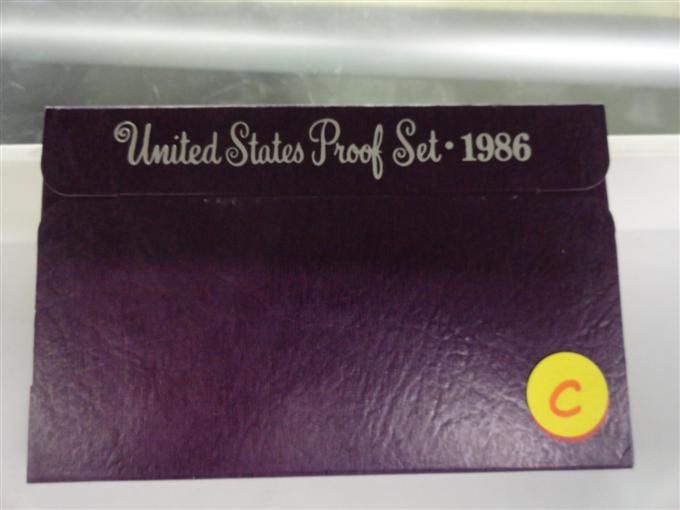 United States Proof Set · 1986
C